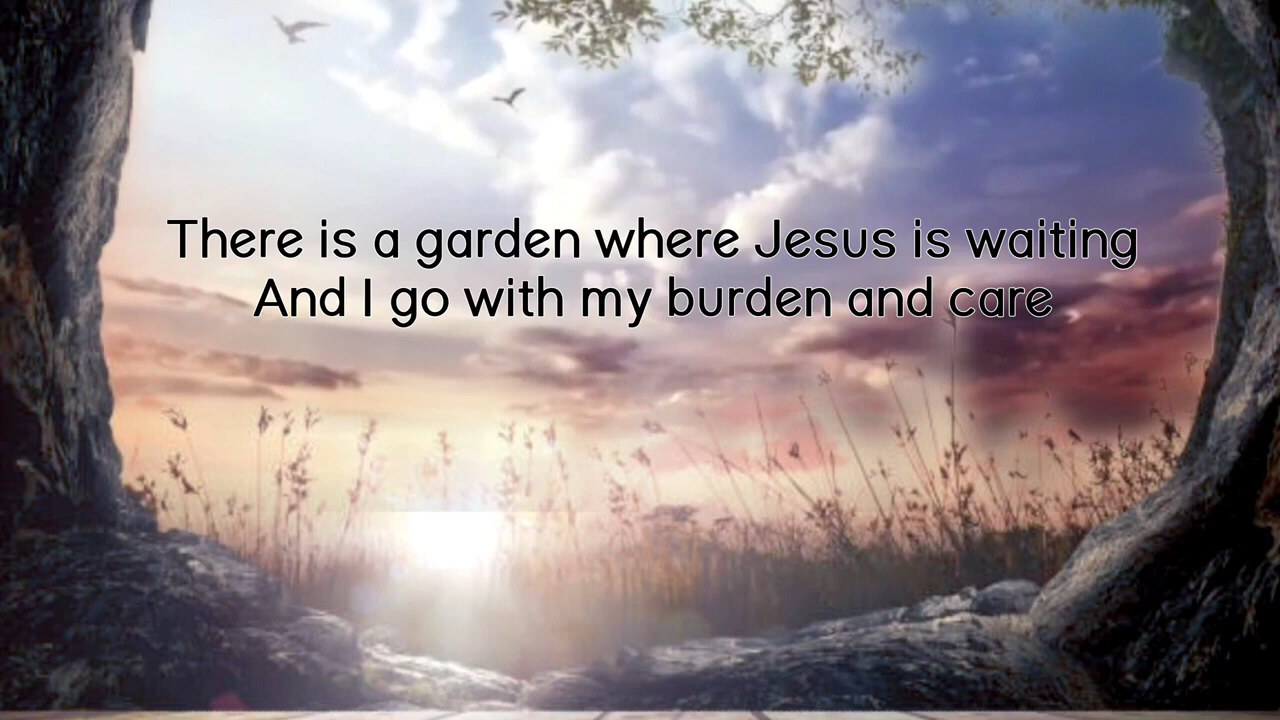 There is a garden where Jesus is waiting
And I go with my burden and care